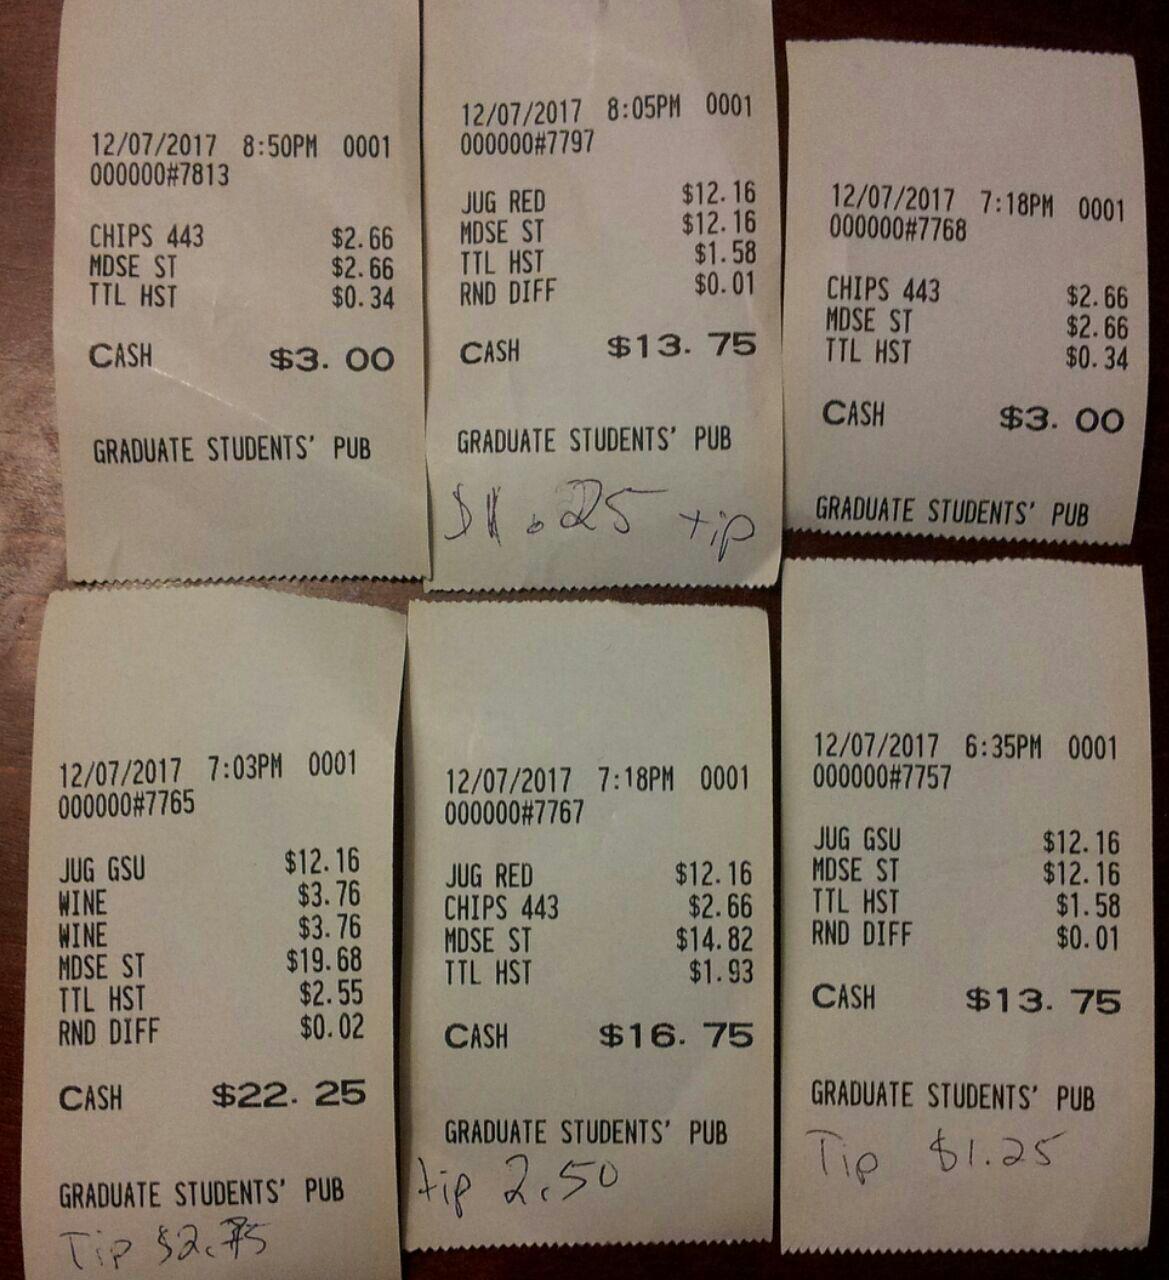 12/07/2017 8:50PM 0001
000000#7813
CHIPS 443 $2.66
MDSE ST $2.66
TTL HST $0.34
CASH $3.00
GRADUATE STUDENTS' PUB
12/07/2017 8:05PM 0001
000000#7797
JUG RED $12.16
MDSE ST $12.16
TTL HST $1.58
RND DIFF $0.01
CASH $13.75
GRADUATE STUDENTS' PUB
$1.25 tip
12/07/2017 7:18PM 0001
000000#7768
CHIPS 443 $2.66
MDSE ST $2.66
TTL HST $0.34
CASH $3.00
GRADUATE STUDENTS' PUB
12/07/2017 7:03PM 0001
000000#7765
JUG GSU $12.16
WINE $3.76
WINE $3.76
MDSE ST $19.68
TTL HST $2.55
RND DIFF $0.02
CASH $22.25
GRADUATE STUDENTS' PUB
Tip $2.75
12/07/2017 7:18PM 0001
000000#7767
JUG RED $12.16
CHIPS 443 $2.66
MDSE ST $14.82
TTL HST $1.93
CASH $16.75
GRADUATE STUDENTS' PUB
tip 2.50
12/07/2017 6:35PM 0001
000000#7757
JUG GSU $12.16
MDSE ST $12.16
TTL HST $1.58
RND DIFF $0.01
CASH $13.75
GRADUATE STUDENTS' PUB
Tip $1.25